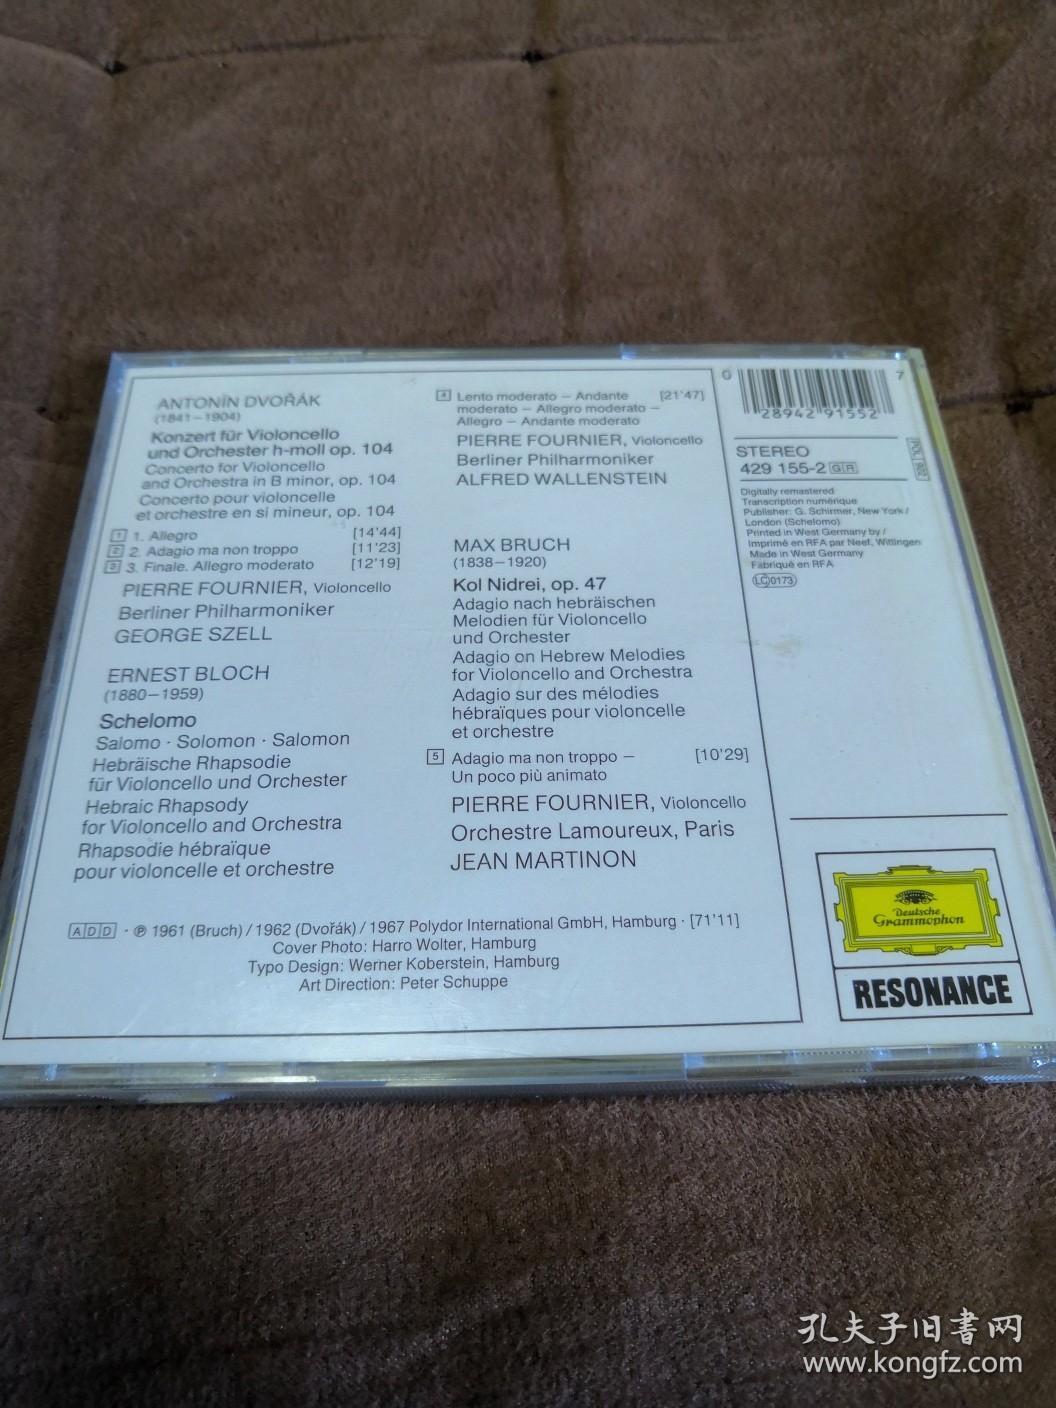 ANTONÍN DVOŘÁK
(1841–1904)
Konzert für Violoncello
und Orchester h-moll op. 104
Concerto for Violoncello
and Orchestra in B minor, op. 104
Concerto pour violoncelle
et orchestre en si mineur, op. 104
1 1. Allegro [14'44]
2 2. Adagio ma non troppo [11'23]
3 3. Finale. Allegro moderato [12'19]
PIERRE FOURNIER, Violoncello
Berliner Philharmoniker
GEORGE SZELL
ERNEST BLOCH
(1880–1959)
Schelomo
Salomo · Solomon · Salomon
Hebräische Rhapsodie
für Violoncello und Orchester
Hebraic Rhapsody
for Violoncello and Orchestra
Rhapsodie hébraïque
pour violoncelle et orchestre
4 Lento moderato – Andante [21'47]
moderato – Allegro moderato –
Allegro – Andante moderato
PIERRE FOURNIER, Violoncello
Berliner Philharmoniker
ALFRED WALLENSTEIN
MAX BRUCH
(1838-1920)
Kol Nidrei, op. 47
Adagio nach hebräischen
Melodien für Violoncello
und Orchester
Adagio on Hebrew Melodies
for Violoncello and Orchestra
Adagio sur des mélodies
hébraïques pour violoncelle
et orchestre
5 Adagio ma non troppo – [10'29]
Un poco più animato
PIERRE FOURNIER, Violoncello
Orchestre Lamoureux, Paris
JEAN MARTINON
ADD · ℗ 1961 (Bruch) / 1962 (Dvořák) / 1967 Polydor International GmbH, Hamburg · [71'11]
Cover Photo: Harro Wolter, Hamburg
Typo Design: Werner Koberstein, Hamburg
Art Direction: Peter Schuppe
0 28942 91552 7
STEREO
429 155-2 GR
Digitally remastered
Transcription numérique
Publisher: G. Schirmer, New York /
London (Schelomo)
Printed in West Germany by /
Imprimé en RFA par Neef, Wittingen
Made in West Germany
Fabriqué en RFA
LC 0173
Deutsche
Grammophon
RESONANCE
孔夫子旧書网
www.kongfz.com